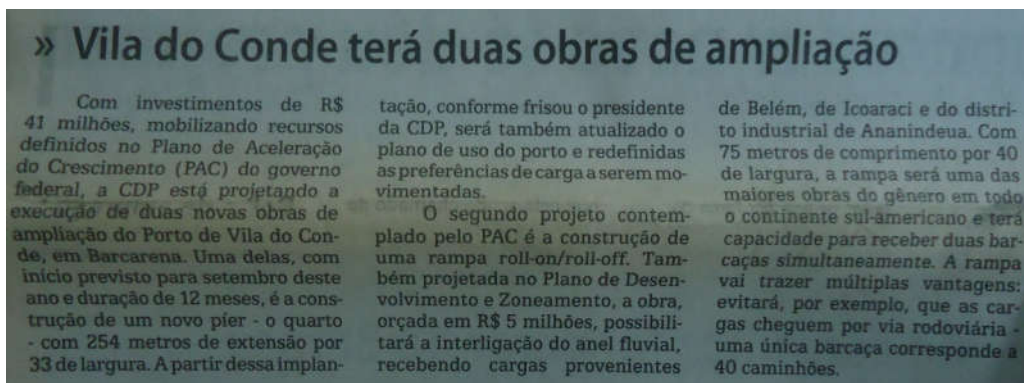 » Vila do Conde terá duas obras de ampliação
Com investimentos de R$
41 milhões, mobilizando recursos
definidos no Plano de Aceleração
do Crescimento (PAC) do governo
federal, a CDP está projetando a
execução de duas novas obras de
ampliação do Porto de Vila do Con-
de, em Barcarena. Uma delas, com
início previsto para setembro deste
ano e duração de 12 meses, é a cons-
trução de um novo píer - o quarto
- com 254 metros de extensão por
33 de largura. A partir dessa implan-
tação, conforme frisou o presidente
da CDP, será também atualizado o
plano de uso do porto e redefinidas
as preferências de carga a serem mo-
vimentadas.
O segundo projeto contem-
plado pelo PAC é a construção de
uma rampa roll-on/roll-off. Tam-
bém projetada no Plano de Desen-
volvimento e Zoneamento, a obra,
orçada em R$ 5 milhões, possibili-
tará a interligação do anel fluvial,
recebendo cargas provenientes
de Belém, de Icoaraci e do distri-
to industrial de Ananindeua. Com
75 metros de comprimento por 40
de largura, a rampa será uma das
maiores obras do gênero em todo
o continente sul-americano e terá
capacidade para receber duas bar-
caças simultaneamente. A rampa
vai trazer múltiplas vantagens:
evitará, por exemplo, que as car-
gas cheguem por via rodoviária -
uma única barcaça corresponde a
40 caminhões.